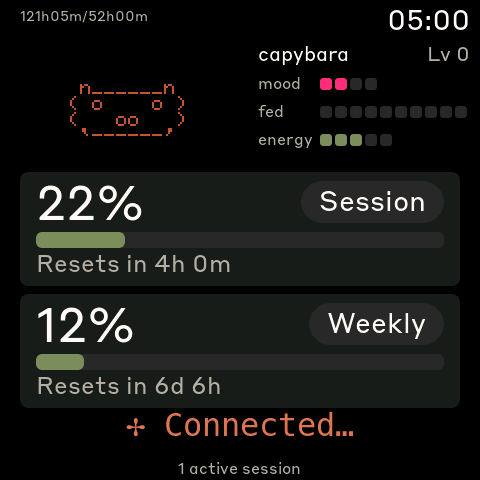 121h05m/52h00m
05:00
capybara Lv 0
mood
fed
energy
22% Session
Resets in 4h 0m
12% Weekly
Resets in 6d 6h
✢ Connected…
1 active session